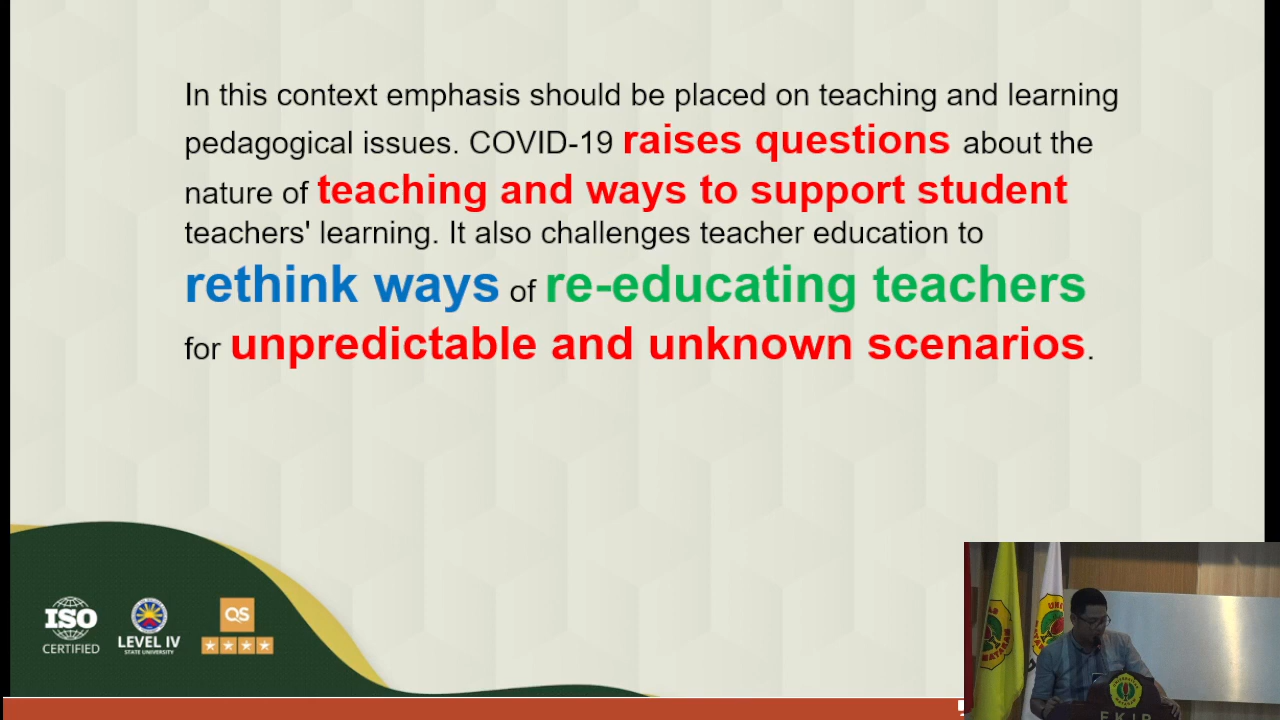 In this context emphasis should be placed on teaching and learning
pedagogical issues. COVID-19 raises questions about the
nature of teaching and ways to support student
teachers' learning. It also challenges teacher education to
rethink ways of re-educating teachers
for unpredictable and unknown scenarios.
ISO
CERTIFIED
LEVEL IV
STATE UNIVERSITY
QS
FKIP